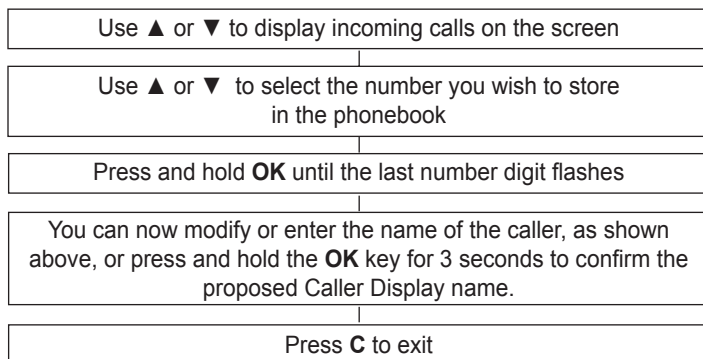 Use ▲ or ▼ to display incoming calls on the screen
Use ▲ or ▼ to select the number you wish to store
in the phonebook
Press and hold OK until the last number digit flashes
You can now modify or enter the name of the caller, as shown
above, or press and hold the OK key for 3 seconds to confirm the
proposed Caller Display name.
Press C to exit